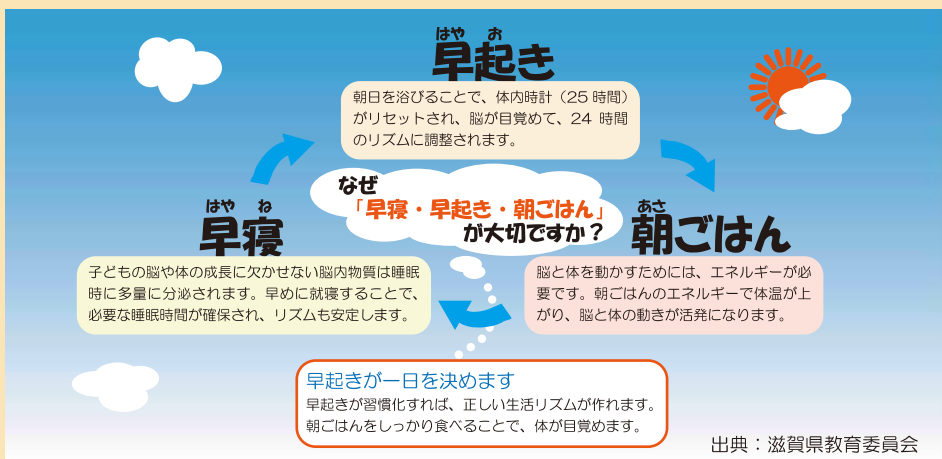 はや お
早起き
朝日を浴びることで、体内時計（25 時間）
がリセットされ、脳が目覚めて、24 時間
のリズムに調整されます。
なぜ
「早寝・早起き・朝ごはん」
が大切ですか？
はや ね
早寝
子どもの脳や体の成長に欠かせない脳内物質は睡眠
時に多量に分泌されます。早めに就寝することで、
必要な睡眠時間が確保され、リズムも安定します。
あさ
朝ごはん
脳と体を動かすためには、エネルギーが必
要です。朝ごはんのエネルギーで体温が上
がり、脳と体の動きが活発になります。
早起きが一日を決めます
早起きが習慣化すれば、正しい生活リズムが作れます。
朝ごはんをしっかり食べることで、体が目覚めます。
出典：滋賀県教育委員会